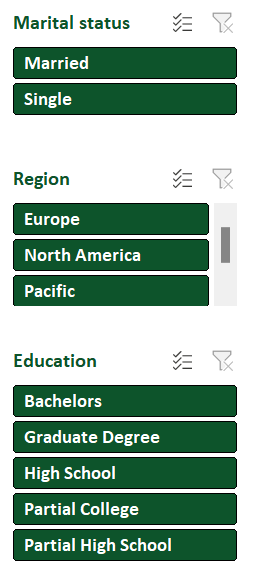 Marital status
Married
Single
Region
Europe
North America
Pacific
Education
Bachelors
Graduate Degree
High School
Partial College
Partial High School